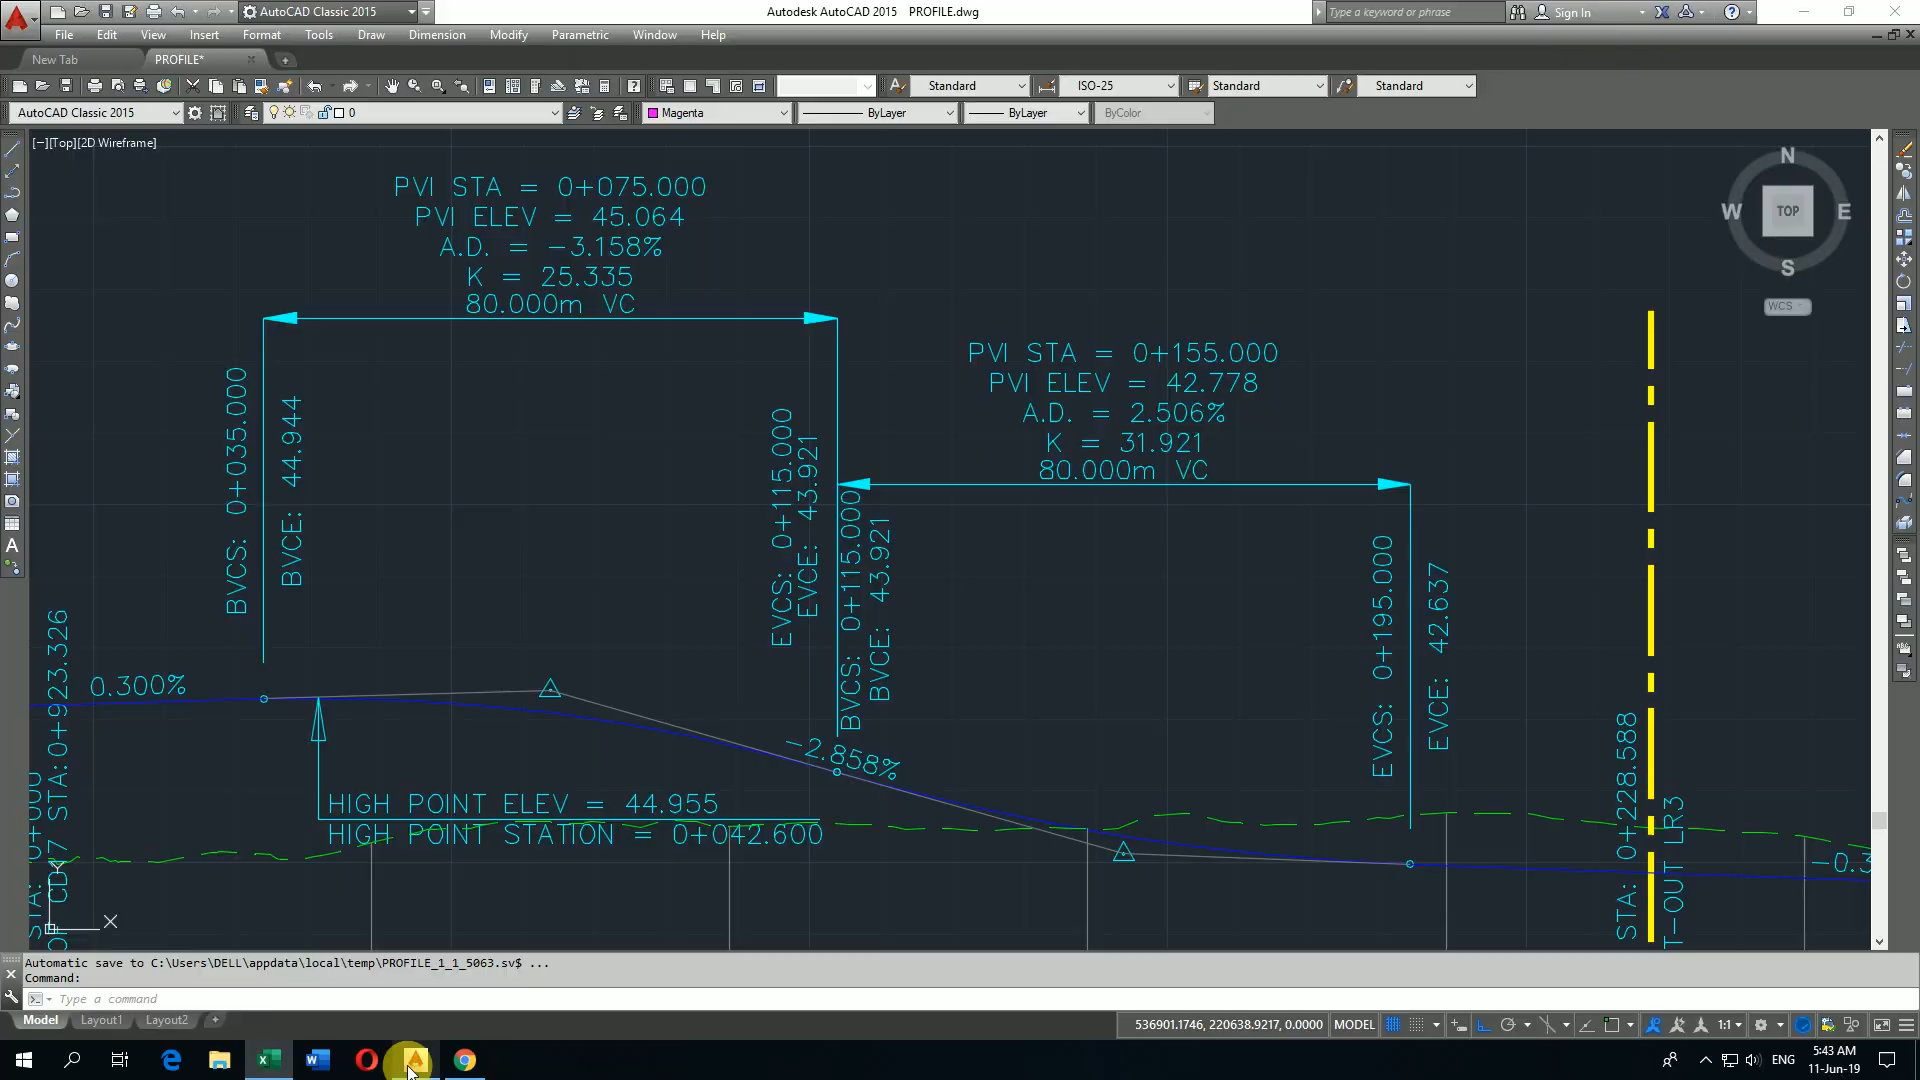 AutoCAD Classic 2015
Autodesk AutoCAD 2015 PROFILE.dwg
Type a keyword or phrase
Sign In
File Edit View Insert Format Tools Draw Dimension Modify Parametric Window Help
New Tab
PROFILE*
Standard
ISO-25
Standard
Standard
AutoCAD Classic 2015
0
Magenta
ByLayer
ByLayer
ByColor
[−][Top][2D Wireframe]
N
W
TOP
E
S
WCS
PVI STA = 0+075.000
PVI ELEV = 45.064
A.D. = -3.158%
K = 25.335
80.000m VC
PVI STA = 0+155.000
PVI ELEV = 42.778
A.D. = 2.506%
K = 31.921
80.000m VC
BVCS: 0+035.000
BVCE: 44.944
EVCS: 0+115.000
EVCE: 43.921
BVCS: 0+115.000
BVCE: 43.921
EVCS: 0+195.000
EVCE: 42.637
STA:0+923.326
0.300%
-2.858%
HIGH POINT ELEV = 44.955
HIGH POINT STATION = 0+042.600
STA: 0+228.588
T-OUT LR3
-0.3
X
Automatic save to C:\Users\DELL\appdata\local\temp\PROFILE_1_1_5063.sv$ ...
Command:
Type a command
Model Layout1 Layout2
536901.1746, 220638.9217, 0.0000
MODEL
1:1
ENG
5:43 AM
11-Jun-19